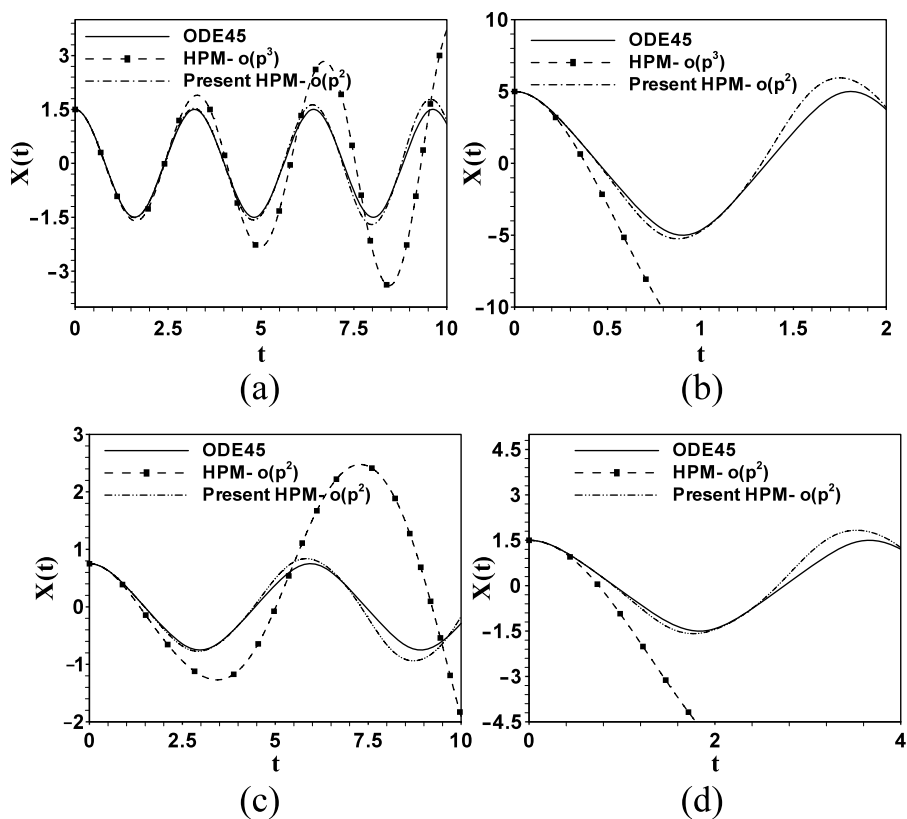 ODE45
HPM- o(p³)
Present HPM- o(p²)
X(t)
3
1.5
0
−1.5
−3
0 2.5 5 7.5 10
t
(a)
ODE45
HPM- o(p³)
Present HPM- o(p²)
X(t)
10
5
0
−5
−10
0 0.5 1 1.5 2
t
(b)
ODE45
HPM- o(p²)
Present HPM- o(p²)
X(t)
3
2
1
0
−1
−2
0 2.5 5 7.5 10
t
(c)
ODE45
HPM- o(p²)
Present HPM- o(p²)
X(t)
4.5
3
1.5
0
−1.5
−3
−4.5
0 2 4
t
(d)